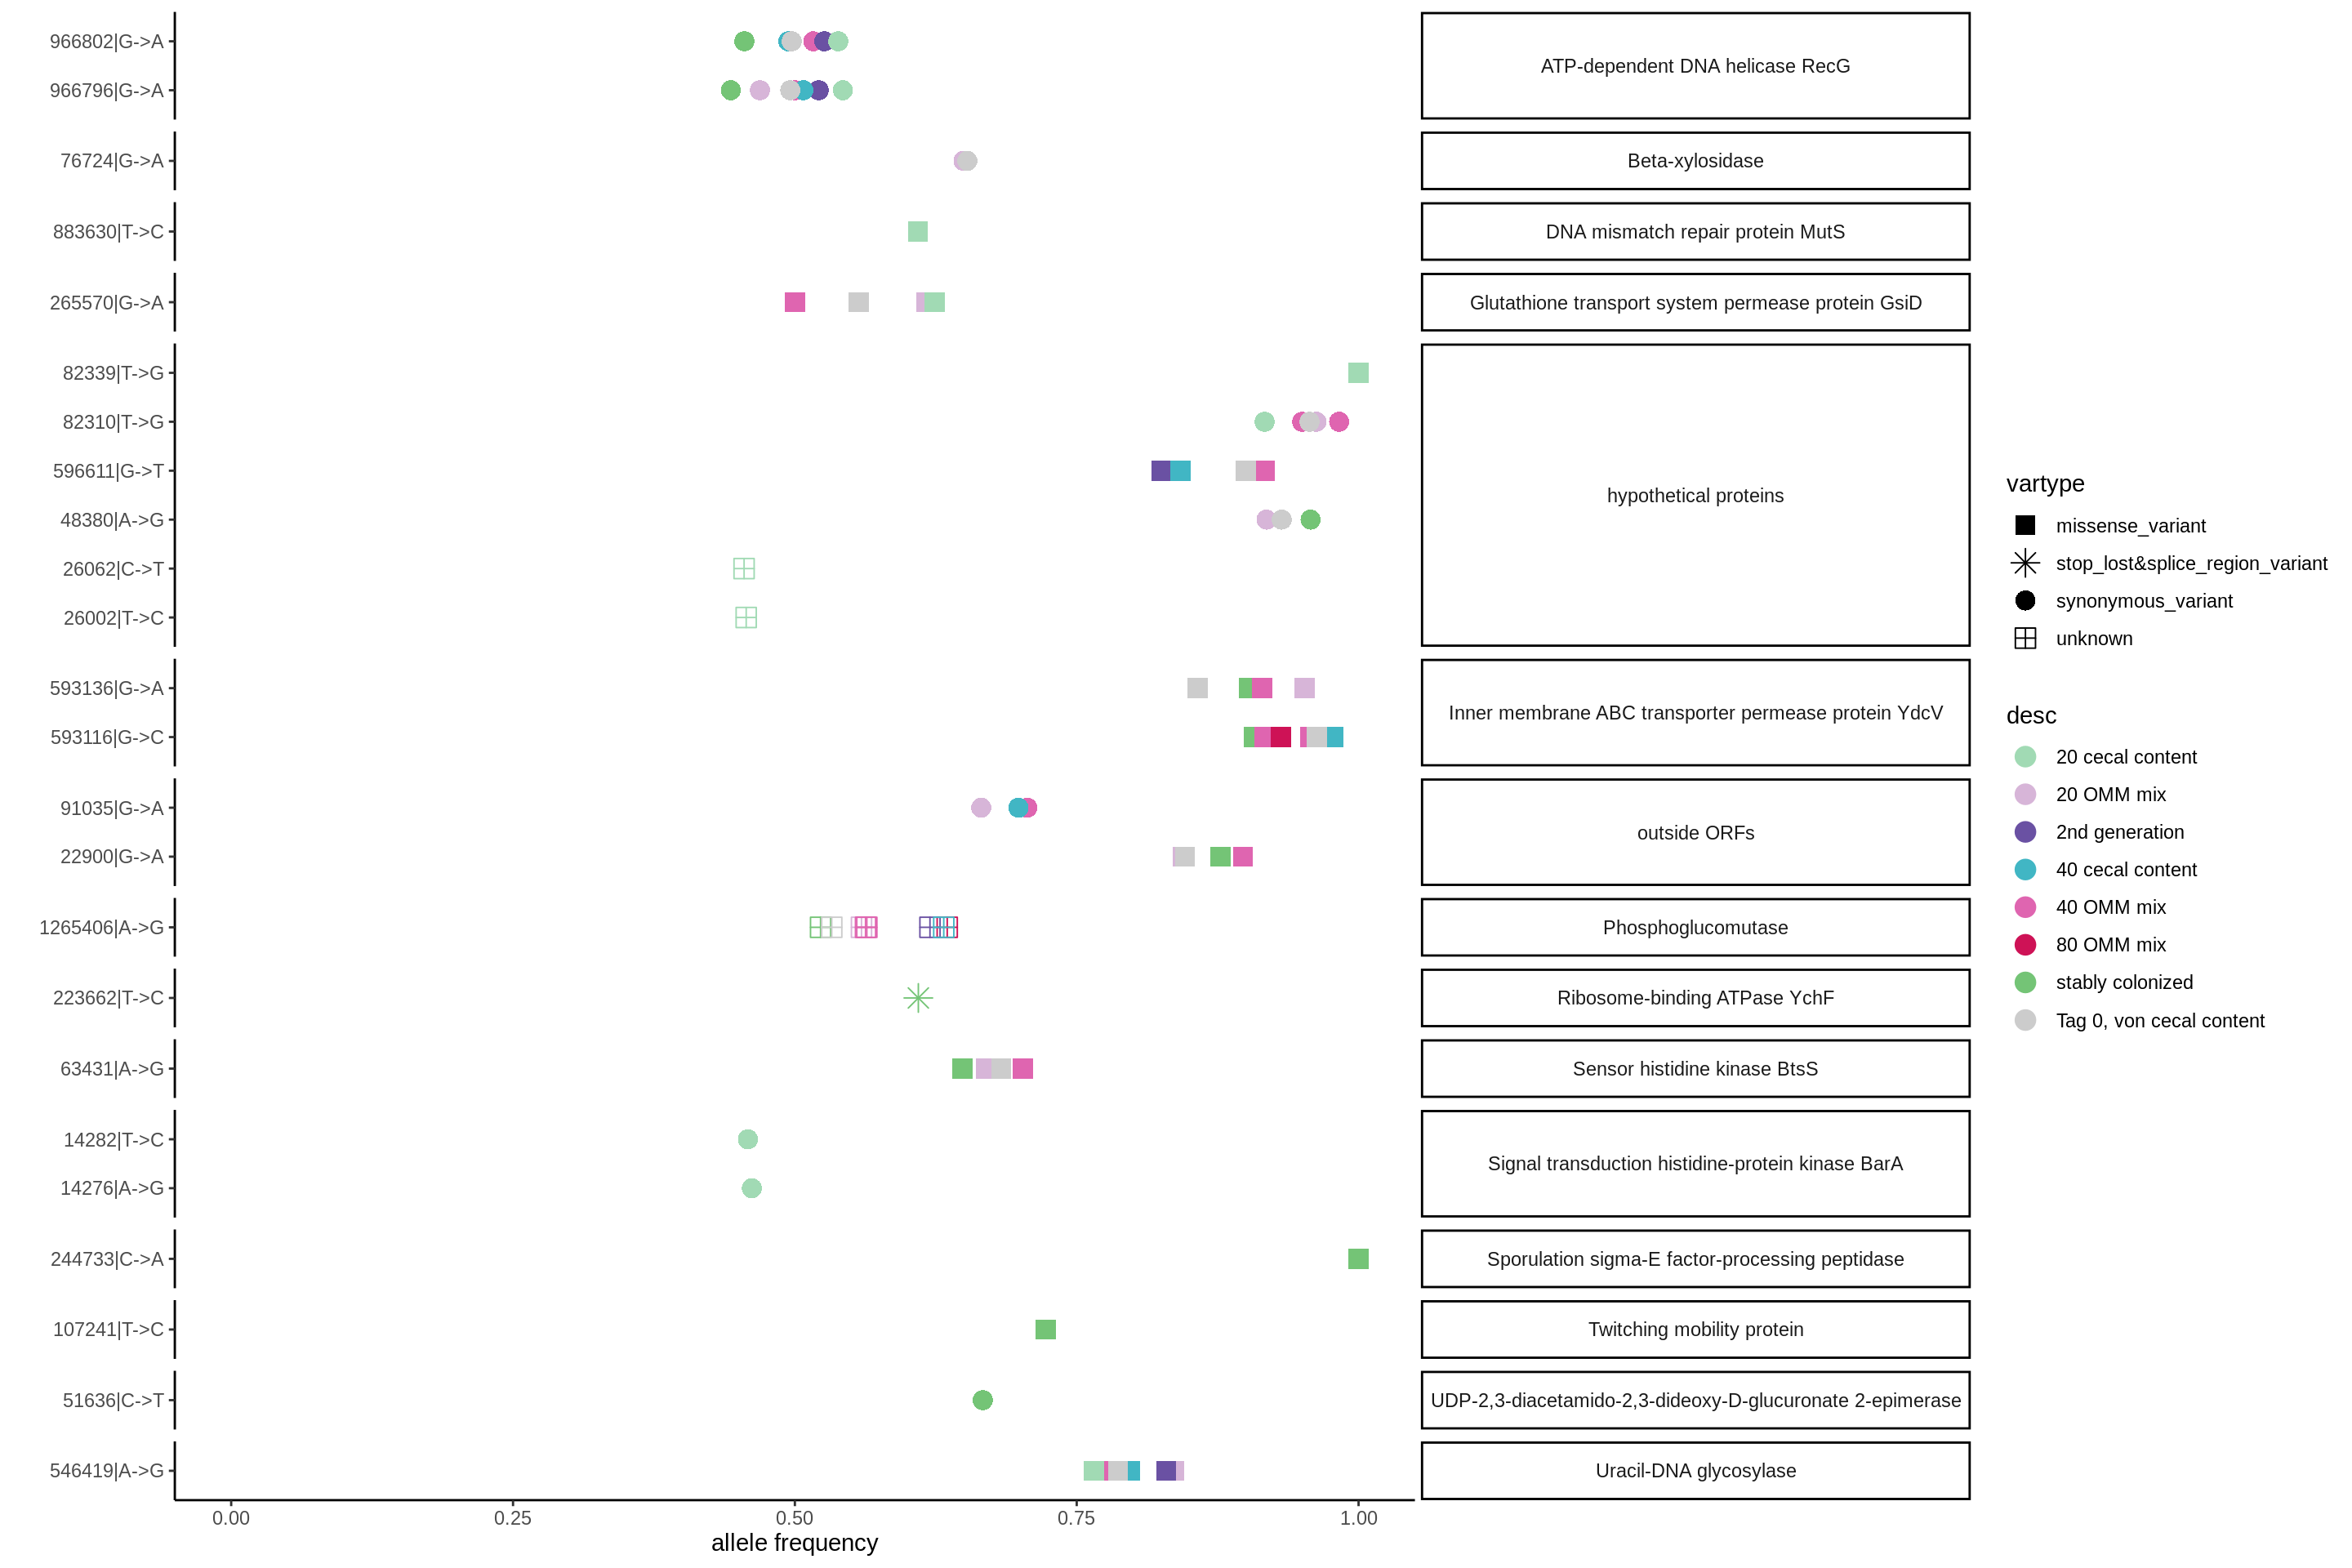 966802|G->A
966796|G->A
ATP-dependent DNA helicase RecG
76724|G->A
Beta-xylosidase
883630|T->C
DNA mismatch repair protein MutS
265570|G->A
Glutathione transport system permease protein GsiD
82339|T->G
82310|T->G
596611|G->T
48380|A->G
26062|C->T
26002|T->C
hypothetical proteins
593136|G->A
593116|G->C
Inner membrane ABC transporter permease protein YdcV
91035|G->A
22900|G->A
outside ORFs
1265406|A->G
Phosphoglucomutase
223662|T->C
Ribosome-binding ATPase YchF
63431|A->G
Sensor histidine kinase BtsS
14282|T->C
14276|A->G
Signal transduction histidine-protein kinase BarA
244733|C->A
Sporulation sigma-E factor-processing peptidase
107241|T->C
Twitching mobility protein
51636|C->T
UDP-2,3-diacetamido-2,3-dideoxy-D-glucuronate 2-epimerase
546419|A->G
Uracil-DNA glycosylase
0.00
0.25
0.50
0.75
1.00
allele frequency
vartype
missense_variant
stop_lost&splice_region_variant
synonymous_variant
unknown
desc
20 cecal content
20 OMM mix
2nd generation
40 cecal content
40 OMM mix
80 OMM mix
stably colonized
Tag 0, von cecal content